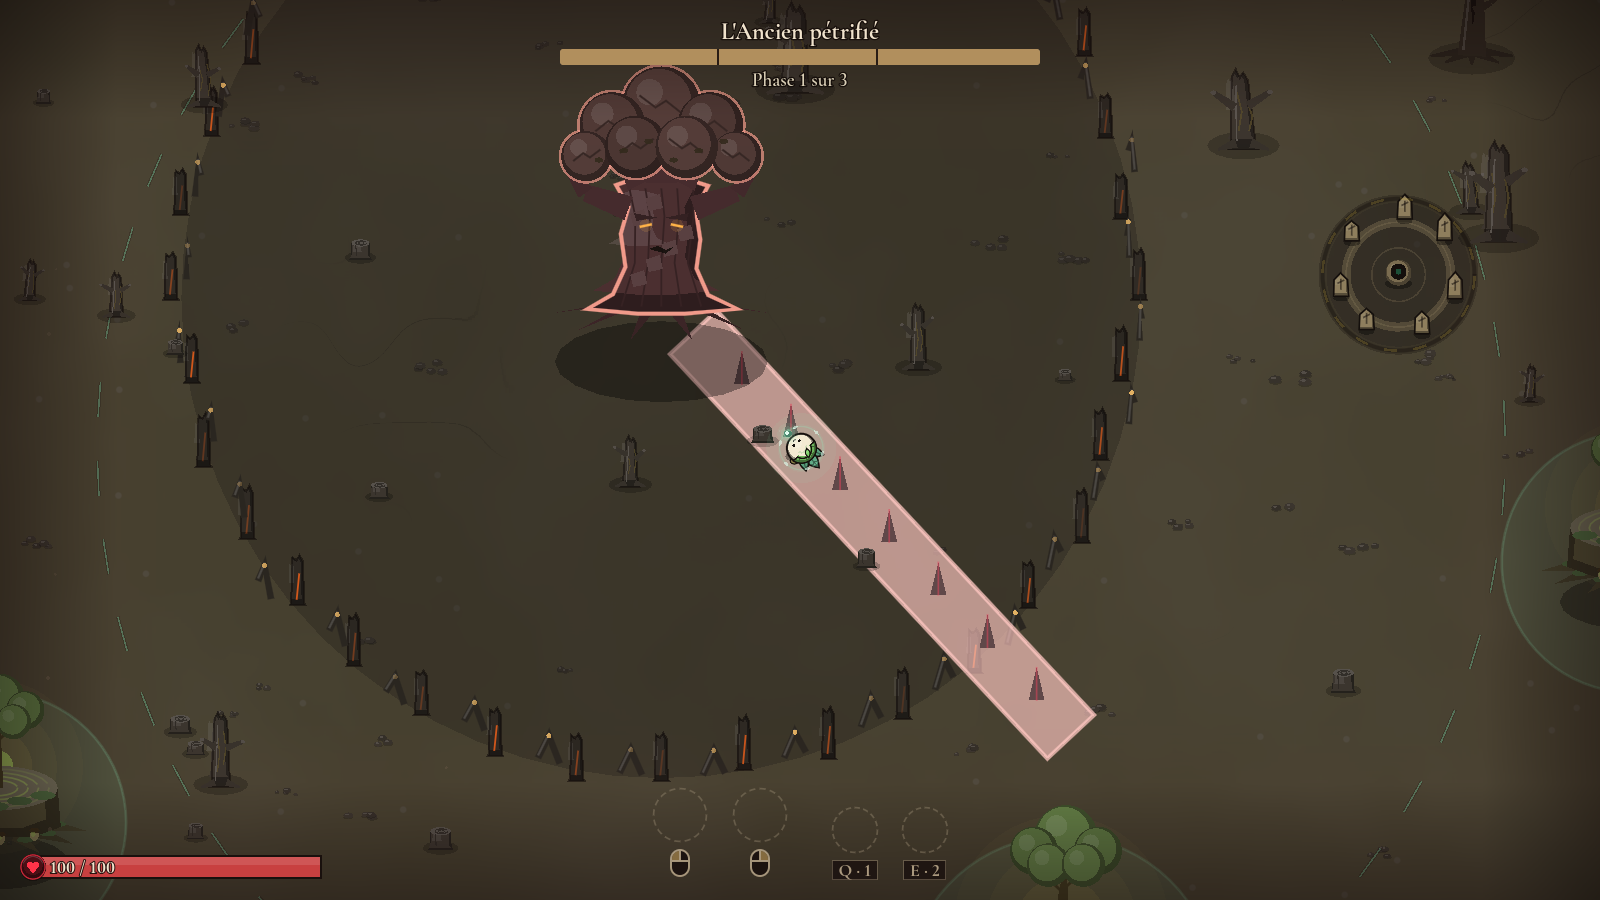 L'Ancien pétrifié
Phase 1 sur 3
100 / 100
Q · 1
E · 2